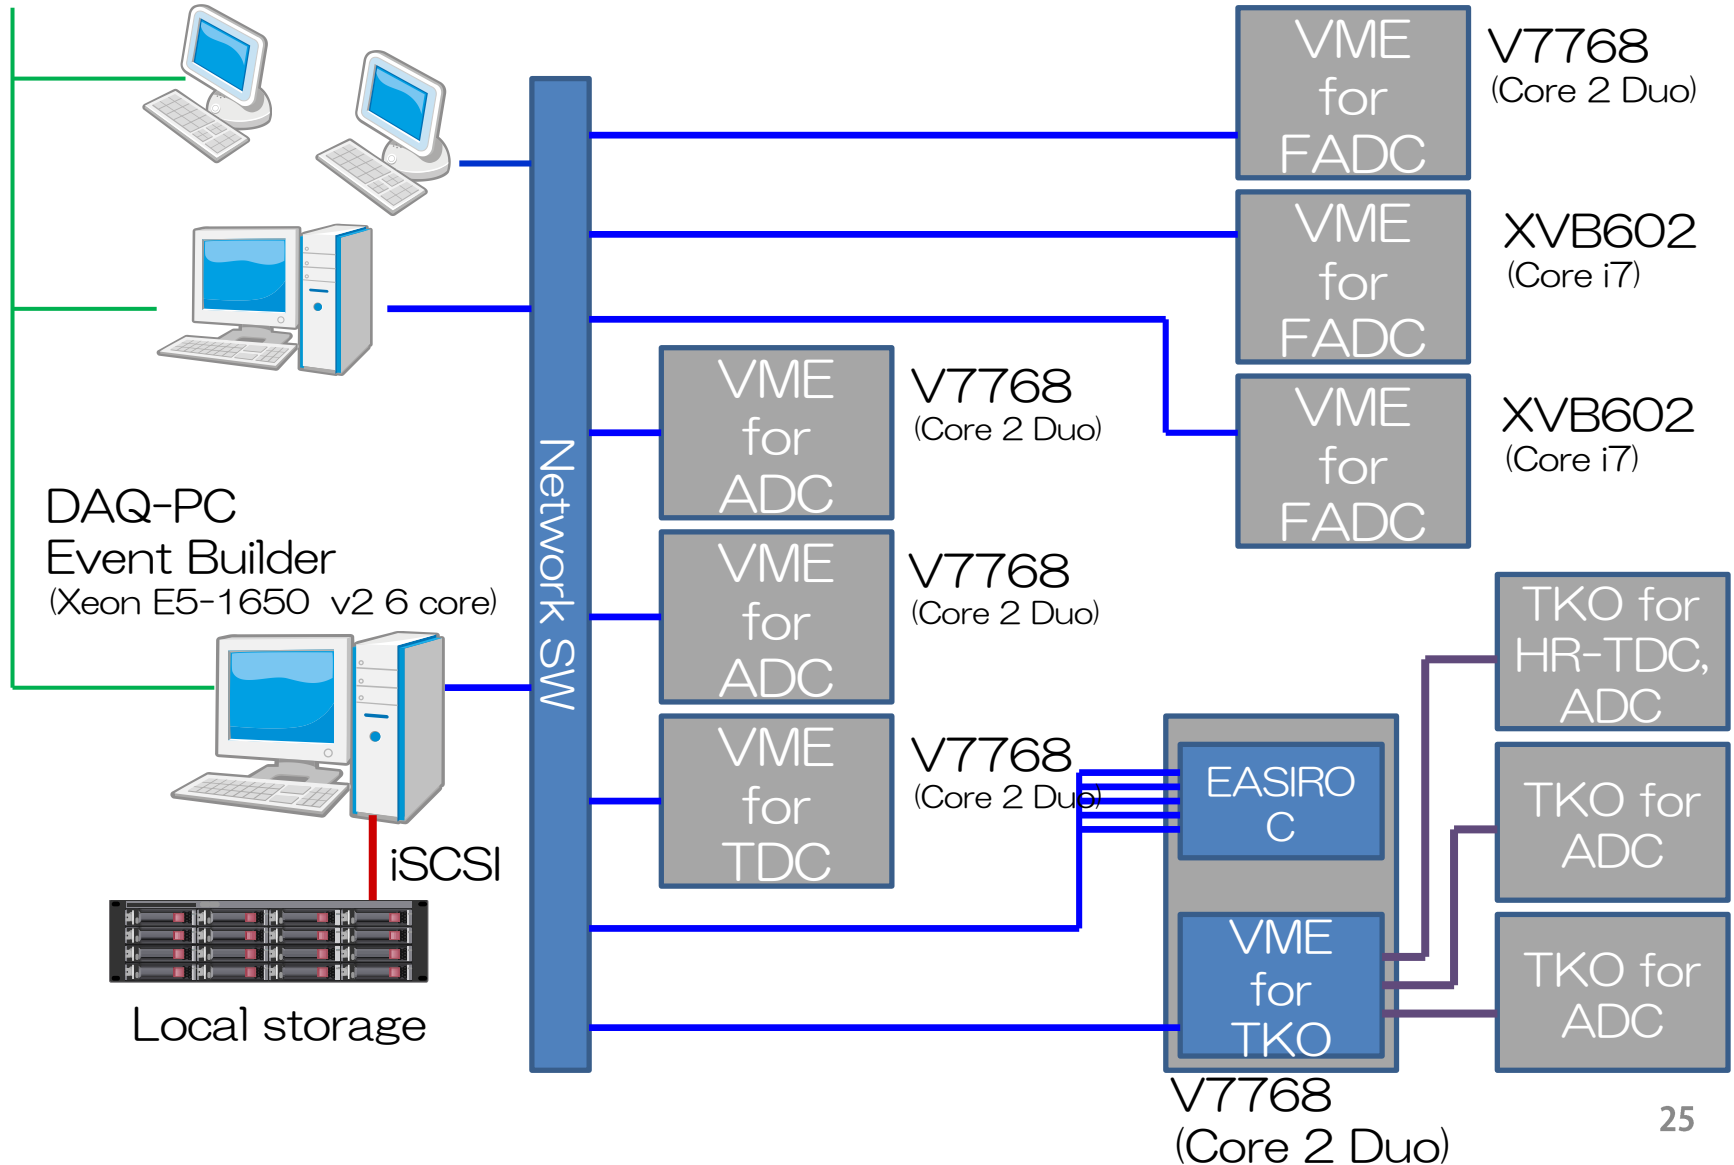 VME
for
FADC
V7768
(Core 2 Duo)
VME
for
FADC
XVB602
(Core i7)
VME
for
FADC
XVB602
(Core i7)
VME
for
ADC
V7768
(Core 2 Duo)
Network SW
DAQ-PC
Event Builder
(Xeon E5-1650 v2 6 core)
VME
for
ADC
V7768
(Core 2 Duo)
TKO for
HR-TDC,
ADC
VME
for
TDC
V7768
(Core 2 Duo)
EASIRO
C
TKO for
ADC
iSCSI
Local storage
VME
for
TKO
TKO for
ADC
V7768
(Core 2 Duo)
25